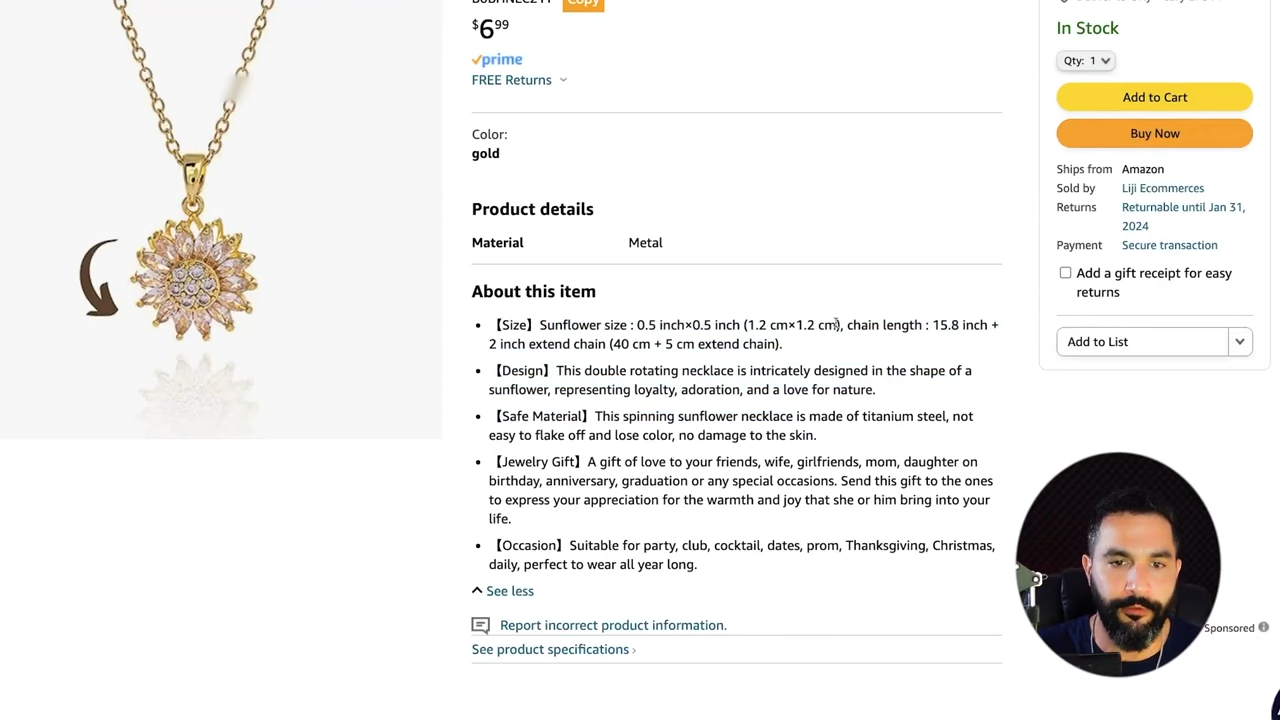 Copy
$6.99
prime
FREE Returns
Color:
gold
Product details
Material Metal
About this item
• 【Size】Sunflower size : 0.5 inch×0.5 inch (1.2 cm×1.2 cm), chain length : 15.8 inch +
2 inch extend chain (40 cm + 5 cm extend chain).
• 【Design】This double rotating necklace is intricately designed in the shape of a
sunflower, representing loyalty, adoration, and a love for nature.
• 【Safe Material】This spinning sunflower necklace is made of titanium steel, not
easy to flake off and lose color, no damage to the skin.
• 【Jewelry Gift】A gift of love to your friends, wife, girlfriends, mom, daughter on
birthday, anniversary, graduation or any special occasions. Send this gift to the ones
to express your appreciation for the warmth and joy that she or him bring into your
life.
• 【Occasion】Suitable for party, club, cocktail, dates, prom, Thanksgiving, Christmas,
daily, perfect to wear all year long.
See less
Report incorrect product information.
See product specifications ›
In Stock
Qty: 1
Add to Cart
Buy Now
Ships from Amazon
Sold by Liji Ecommerces
Returns Returnable until Jan 31,
2024
Payment Secure transaction
Add a gift receipt for easy
returns
Add to List
Sponsored